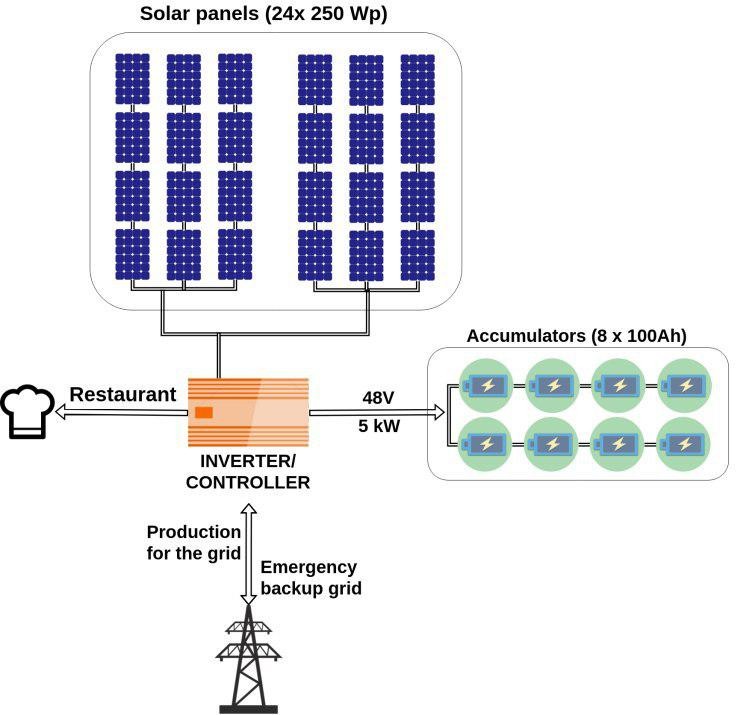 Solar panels (24x 250 Wp)
Accumulators (8 x 100Ah)
Restaurant
48V
5 kW
INVERTER/
CONTROLLER
Production
for the grid
Emergency
backup grid